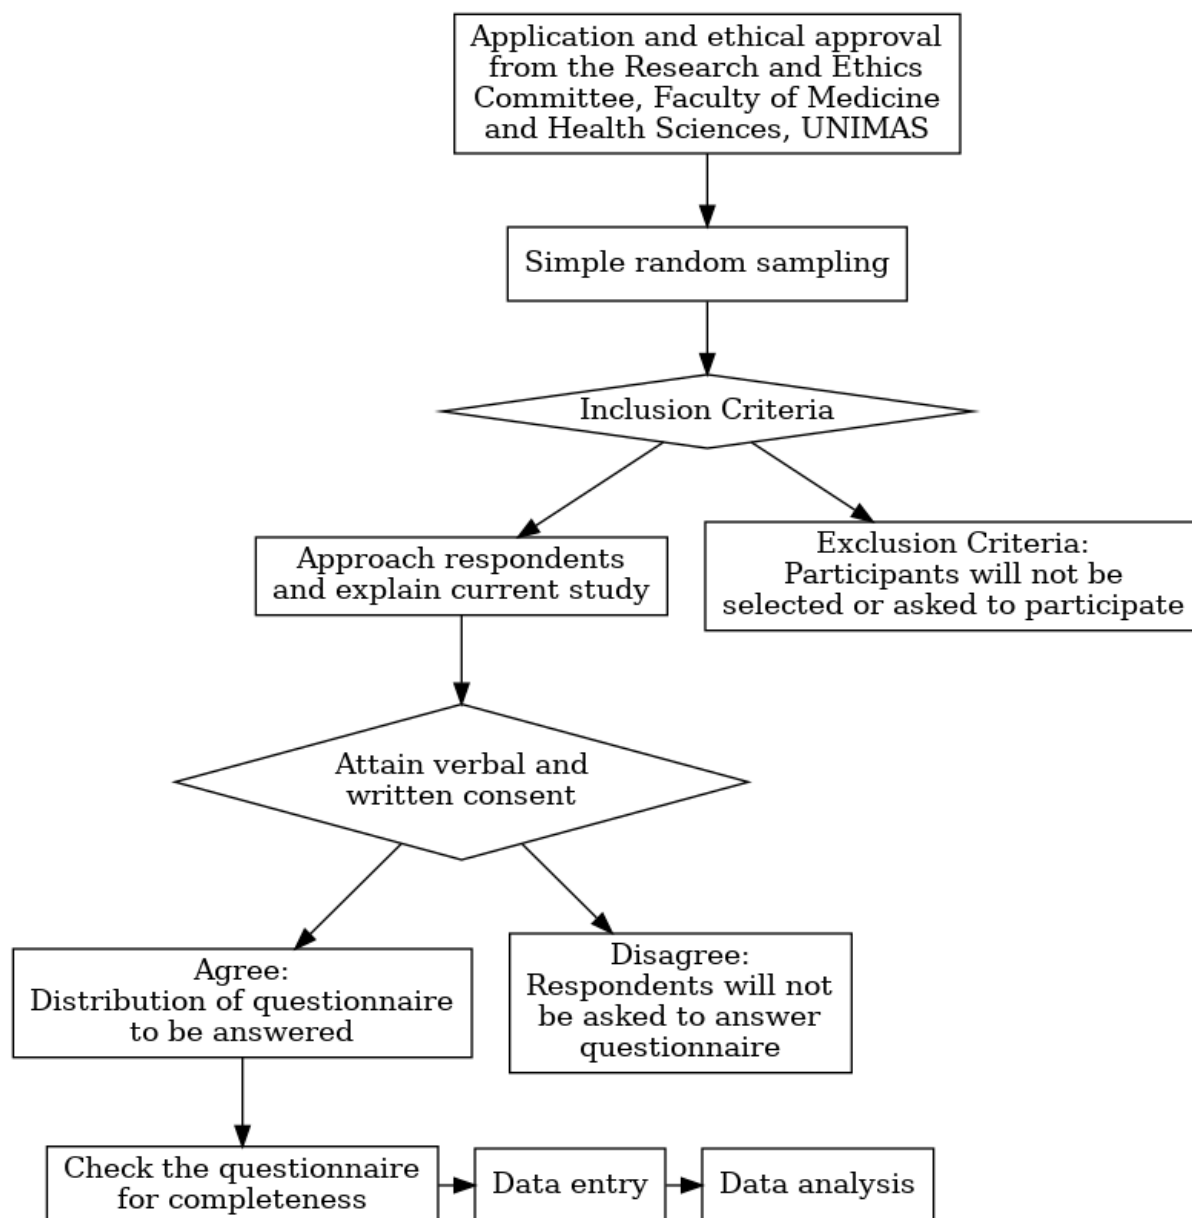 Application and ethical approval
from the Research and Ethics
Committee, Faculty of Medicine
and Health Sciences, UNIMAS
Simple random sampling
Inclusion Criteria
Approach respondents
and explain current study
Exclusion Criteria:
Participants will not be
selected or asked to participate
Attain verbal and
written consent
Agree:
Distribution of questionnaire
to be answered
Disagree:
Respondents will not
be asked to answer
questionnaire
Check the questionnaire
for completeness
Data entry
Data analysis